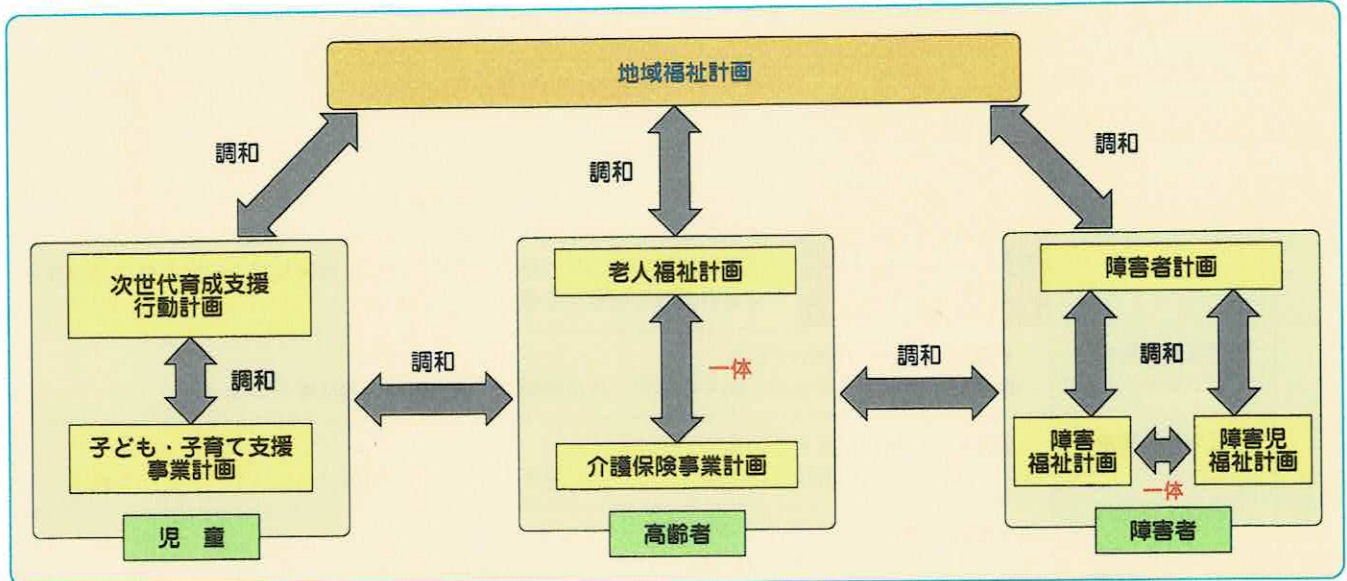 地域福祉計画
調和
調和
調和
次世代育成支援
行動計画
調和
子ども・子育て支援
事業計画
児 童
調和
老人福祉計画
一体
介護保険事業計画
高齢者
調和
障害者計画
調和
障害
福祉計画
一体
障害児
福祉計画
障害者